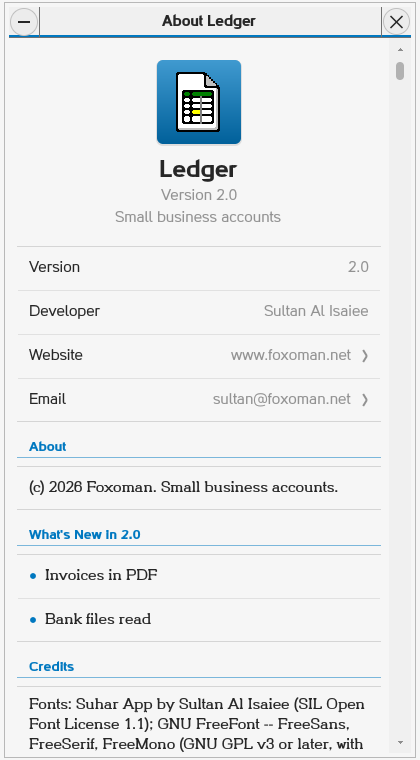 About Ledger
Ledger
Version 2.0
Small business accounts
Version 2.0
Developer Sultan Al Isaiee
Website www.foxoman.net ❯
Email sultan@foxoman.net ❯
About
(c) 2026 Foxoman. Small business accounts.
What's New in 2.0
• Invoices in PDF
• Bank files read
Credits
Fonts: Suhar App by Sultan Al Isaiee (SIL Open
Font License 1.1); GNU FreeFont -- FreeSans,
FreeSerif, FreeMono (GNU GPL v3 or later, with